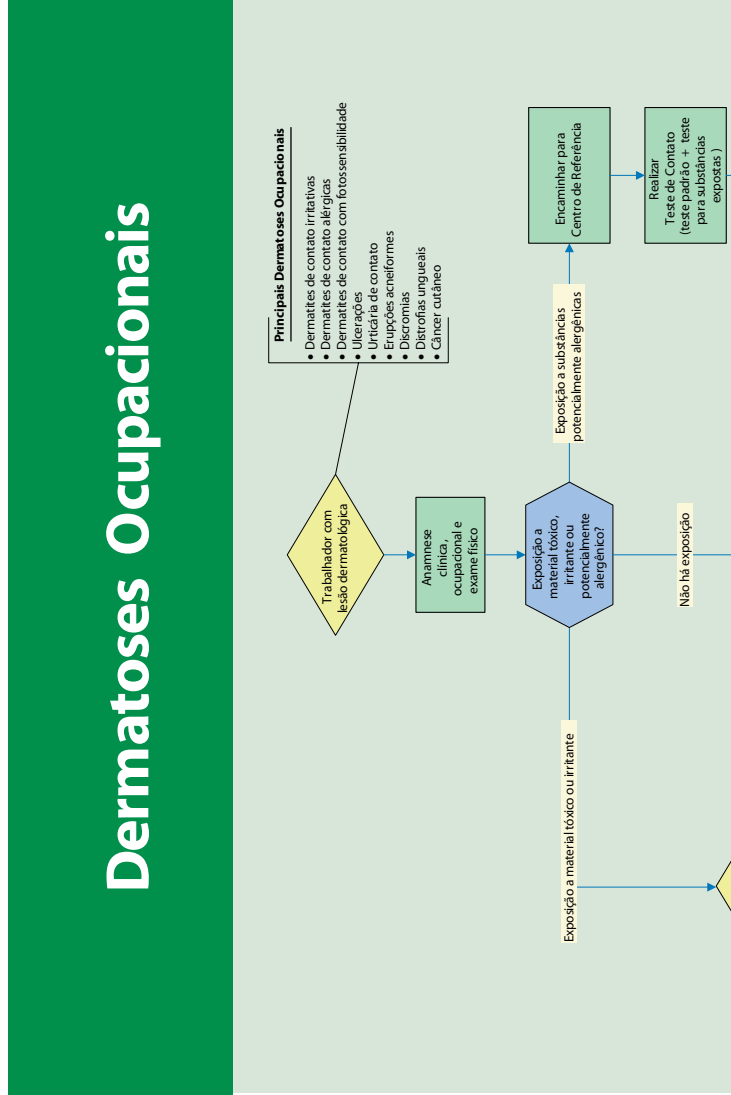 Dermatoses Ocupacionais
Principais Dermatoses Ocupacionais
• Dermatites de contato irritativas
• Dermatites de contato alérgicas
• Dermatites de contato com fotossensibilidade
• Ulcerações
• Urticária de contato
• Erupções acneiformes
• Discromias
• Distrofias ungueais
• Câncer cutâneo
Trabalhador com
lesão dermatológica
Anamnese
clínica,
ocupacional e
exame físico
Exposição a
material tóxico,
irritante ou
potencialmente
alergênico?
Exposição a substâncias
potencialmente alergênicas
Encaminhar para
Centro de Referência
Realizar
Teste de Contato
(teste padrão + teste
para substâncias
expostas )
Não há exposição
Exposição a material tóxico ou irritante